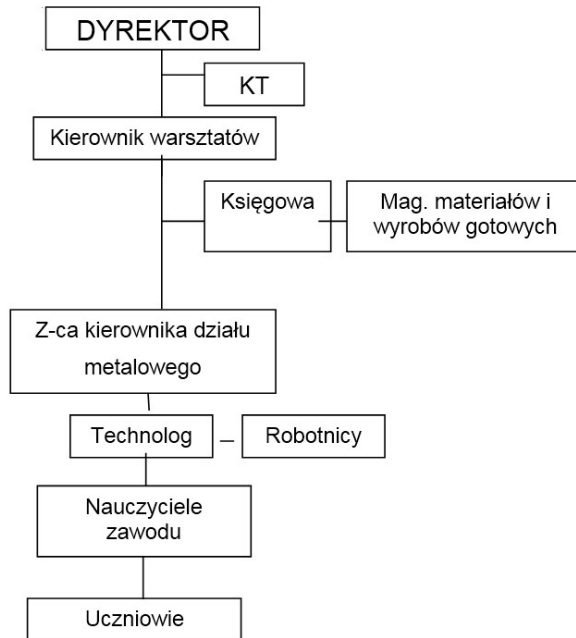 DYREKTOR
KT
Kierownik warsztatów
Księgowa
Mag. materiałów i
wyrobów gotowych
Z-ca kierownika działu
metalowego
Technolog
Robotnicy
Nauczyciele
zawodu
Uczniowie